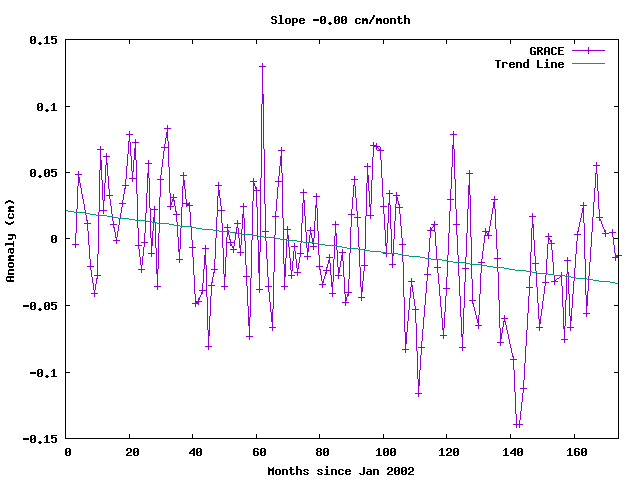 Slope -0.00 cm/month
0.15
0.1
0.05
0
-0.05
-0.1
-0.15
Anomaly (cm)
GRACE
Trend Line
0 20 40 60 80 100 120 140 160
Months since Jan 2002